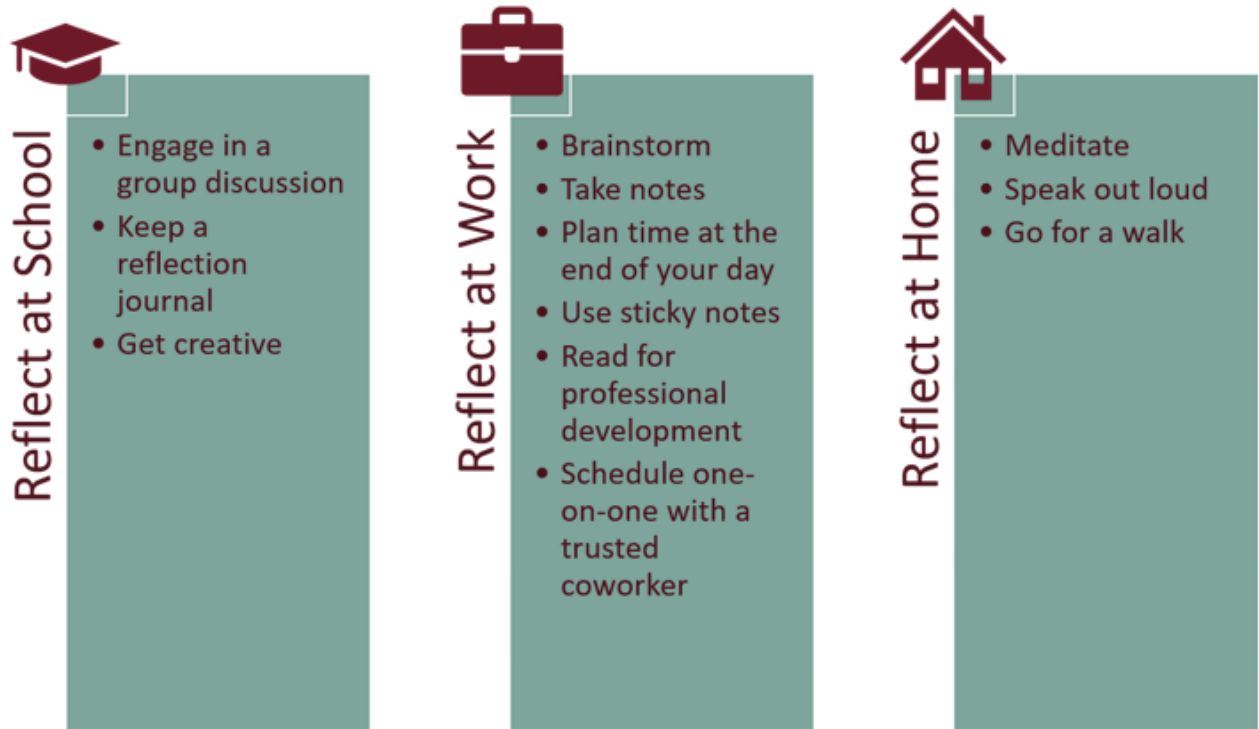 Reflect at School
• Engage in a
group discussion
• Keep a
reflection
journal
• Get creative
Reflect at Work
• Brainstorm
• Take notes
• Plan time at the
end of your day
• Use sticky notes
• Read for
professional
development
• Schedule one-
on-one with a
trusted
coworker
Reflect at Home
• Meditate
• Speak out loud
• Go for a walk